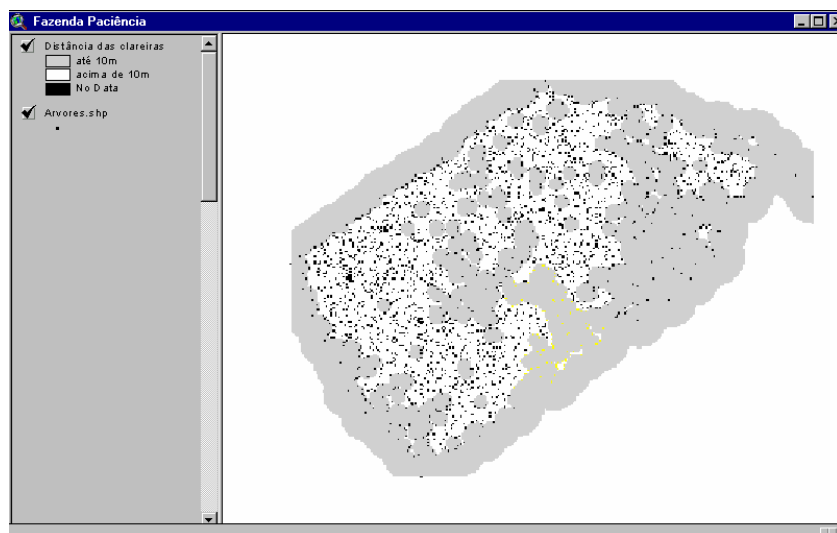 Fazenda Paciência
Distância das clareiras
até 10m
acima de 10m
No Data
Arvores.shp